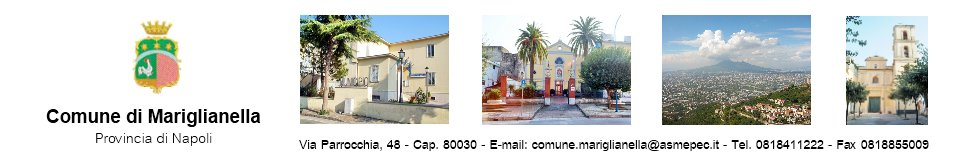 Comune di Mariglianella
Provincia di Napoli
Via Parrocchia, 48 - Cap. 80030 - E-mail: comune.mariglianella@asmepec.it - Tel. 0818411222 - Fax 0818855009